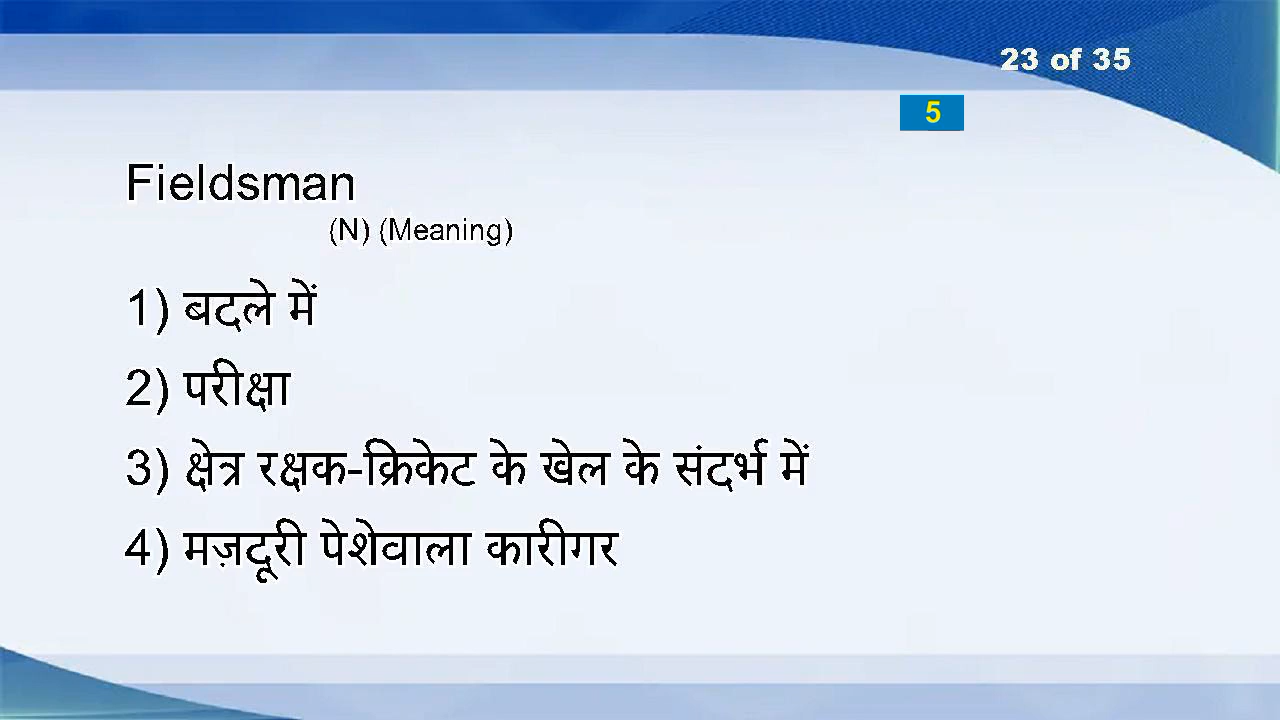 23 of 35
5
Fieldsman
(N) (Meaning)
1) बदले में
2) परीक्षा
3) क्षेत्र रक्षक-क्रिकेट के खेल के संदर्भ में
4) मज़दूरी पेशेवाला कारीगर